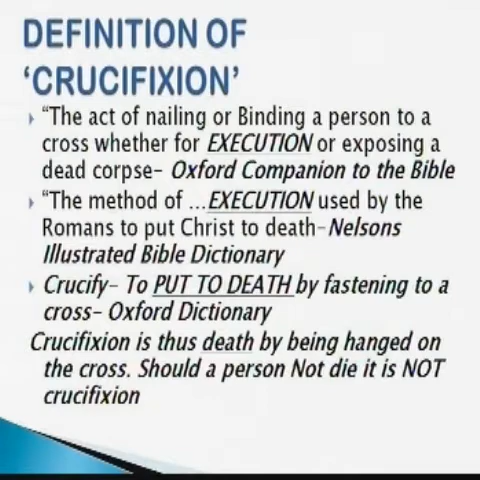 DEFINITION OF
‘CRUCIFIXION’
“The act of nailing or Binding a person to a
cross whether for EXECUTION or exposing a
dead corpse– Oxford Companion to the Bible
“The method of ...EXECUTION used by the
Romans to put Christ to death–Nelsons
Illustrated Bible Dictionary
Crucify– To PUT TO DEATH by fastening to a
cross– Oxford Dictionary
Crucifixion is thus death by being hanged on
the cross. Should a person Not die it is NOT
crucifixion